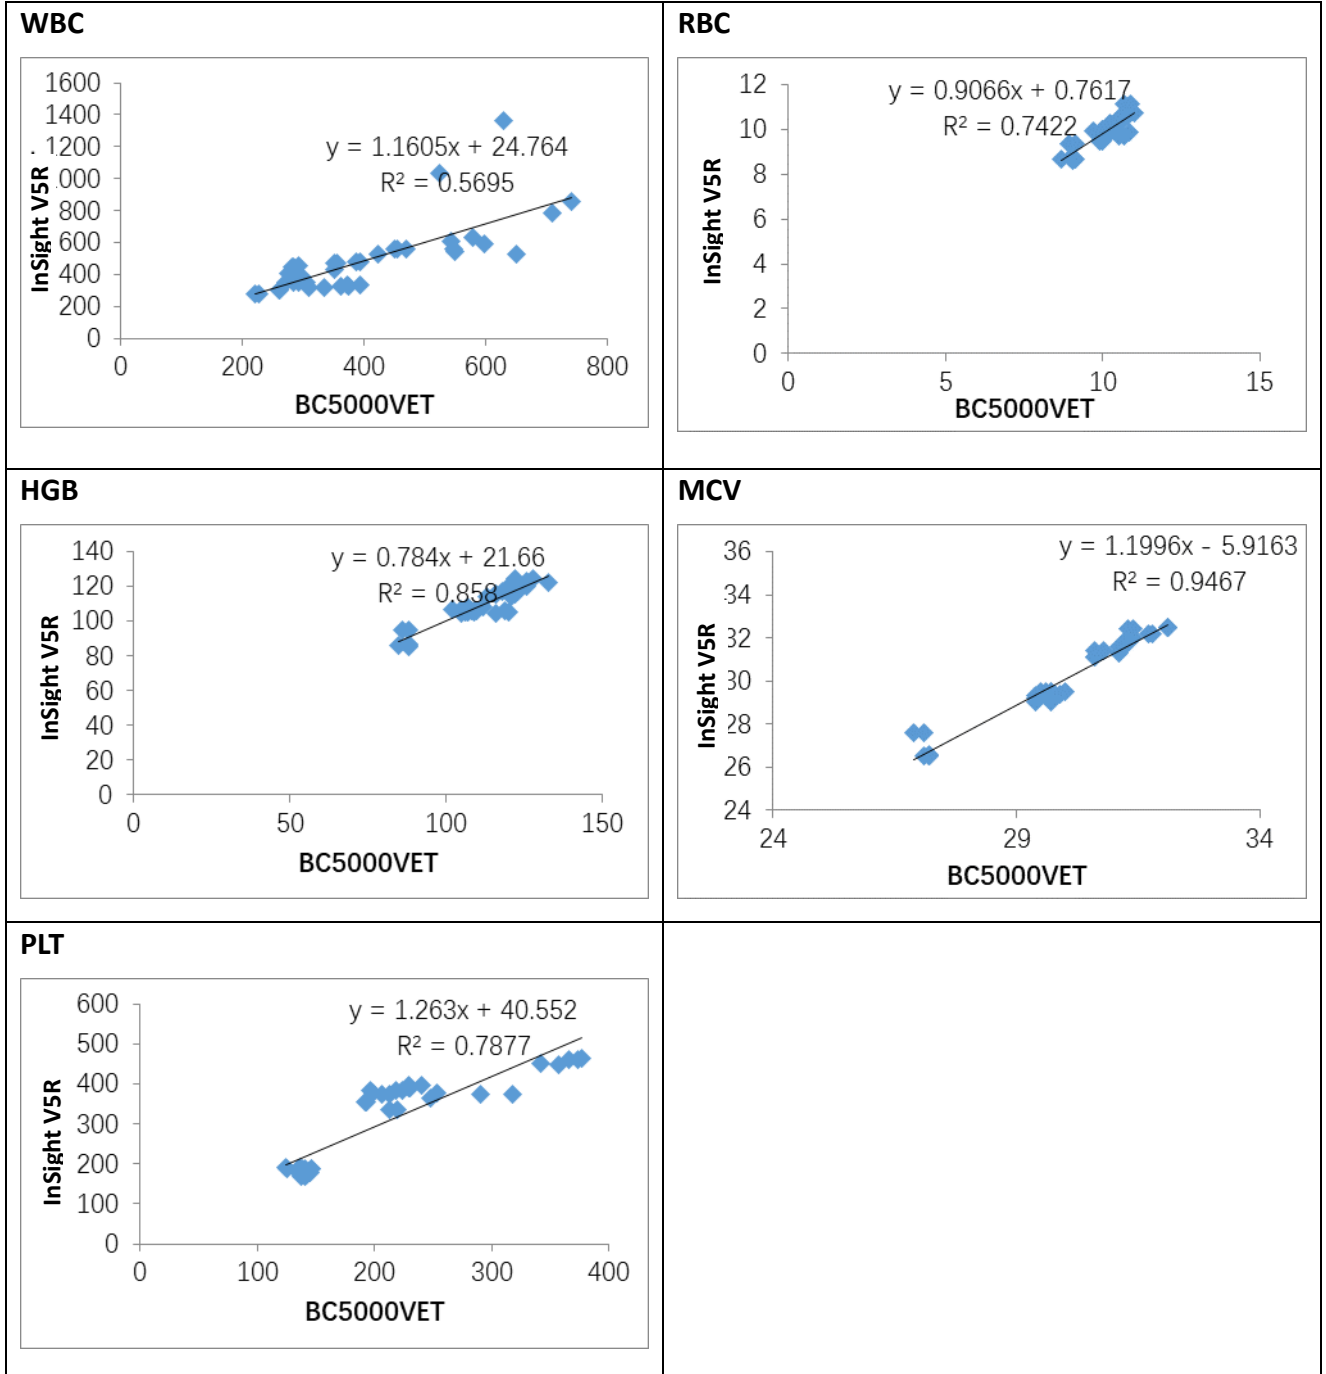 WBC
InSight V5R
1600
1400
1200
.000
800
600
400
200
0
y = 1.1605x + 24.764
R² = 0.5695
0 200 400 600 800
BC5000VET
RBC
InSight V5R
12
10
8
6
4
2
0
y = 0.9066x + 0.7617
R² = 0.7422
0 5 10 15
BC5000VET
HGB
InSight V5R
140
120
100
80
60
40
20
0
y = 0.784x + 21.66
R² = 0.858
0 50 100 150
BC5000VET
MCV
InSight V5R
36
34
32
30
28
26
24
y = 1.1996x - 5.9163
R² = 0.9467
24 29 34
BC5000VET
PLT
InSight V5R
600
500
400
300
200
100
0
y = 1.263x + 40.552
R² = 0.7877
0 100 200 300 400
BC5000VET